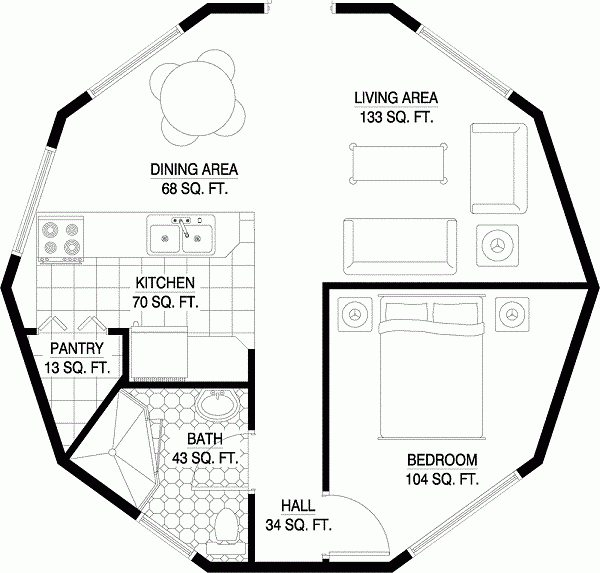 LIVING AREA
133 SQ. FT.
DINING AREA
68 SQ. FT.
KITCHEN
70 SQ. FT.
PANTRY
13 SQ. FT.
BATH
43 SQ. FT.
BEDROOM
104 SQ. FT.
HALL
34 SQ. FT.